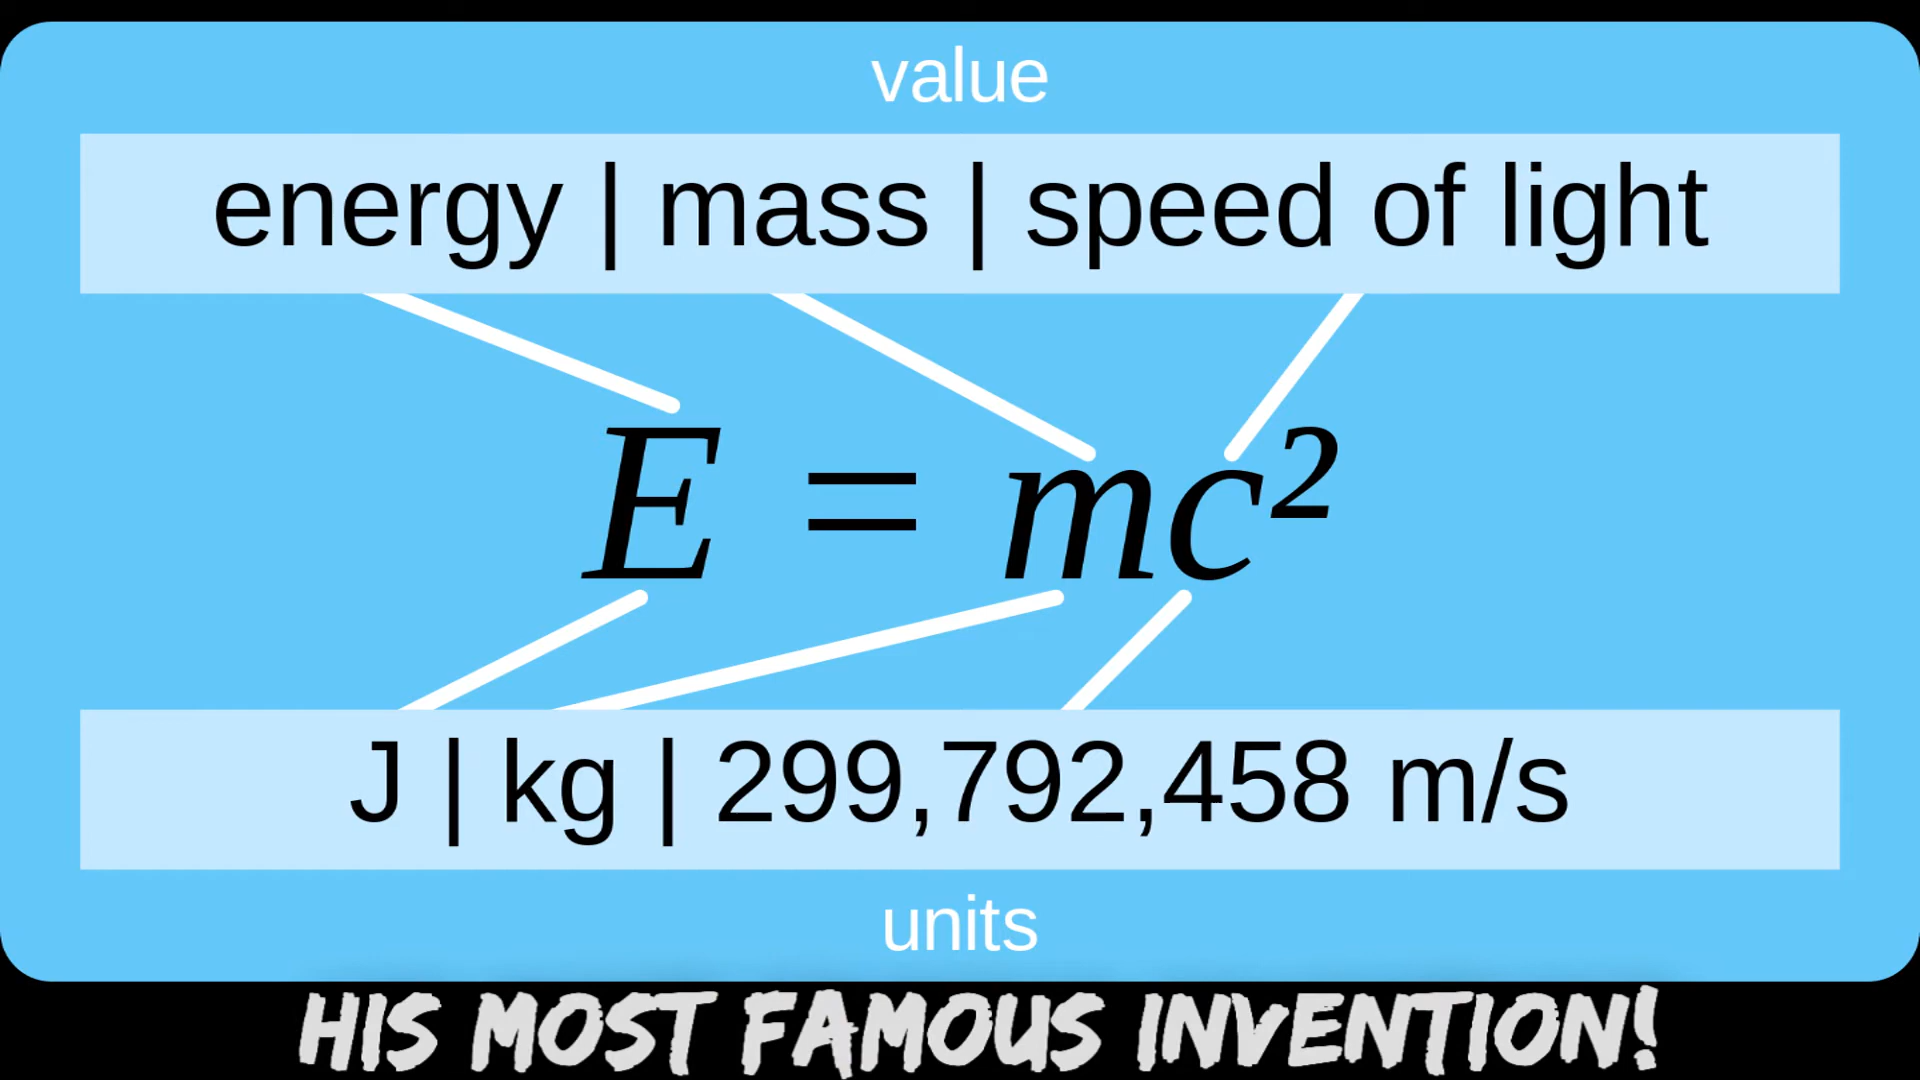 value
energy | mass | speed of light
E = mc²
J | kg | 299,792,458 m/s
units
HIS MOST FAMOUS INVENTION!